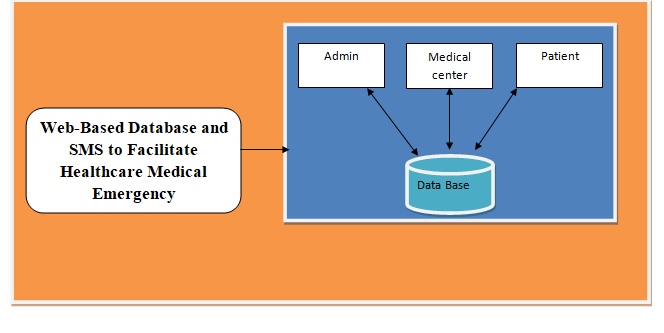 Admin
Medical
center
Patient
Web-Based Database and
SMS to Facilitate
Healthcare Medical
Emergency
Data Base